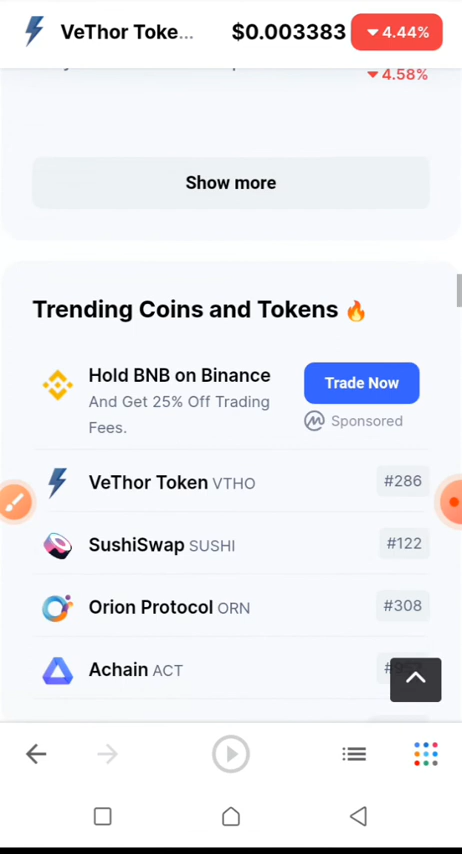 VeThor Toke...
$0.003383
4.44%
4.58%
Show more
Trending Coins and Tokens 🔥
Hold BNB on Binance
And Get 25% Off Trading
Fees.
Trade Now
Sponsored
VeThor Token VTHO
#286
SushiSwap SUSHI
#122
Orion Protocol ORN
#308
Achain ACT